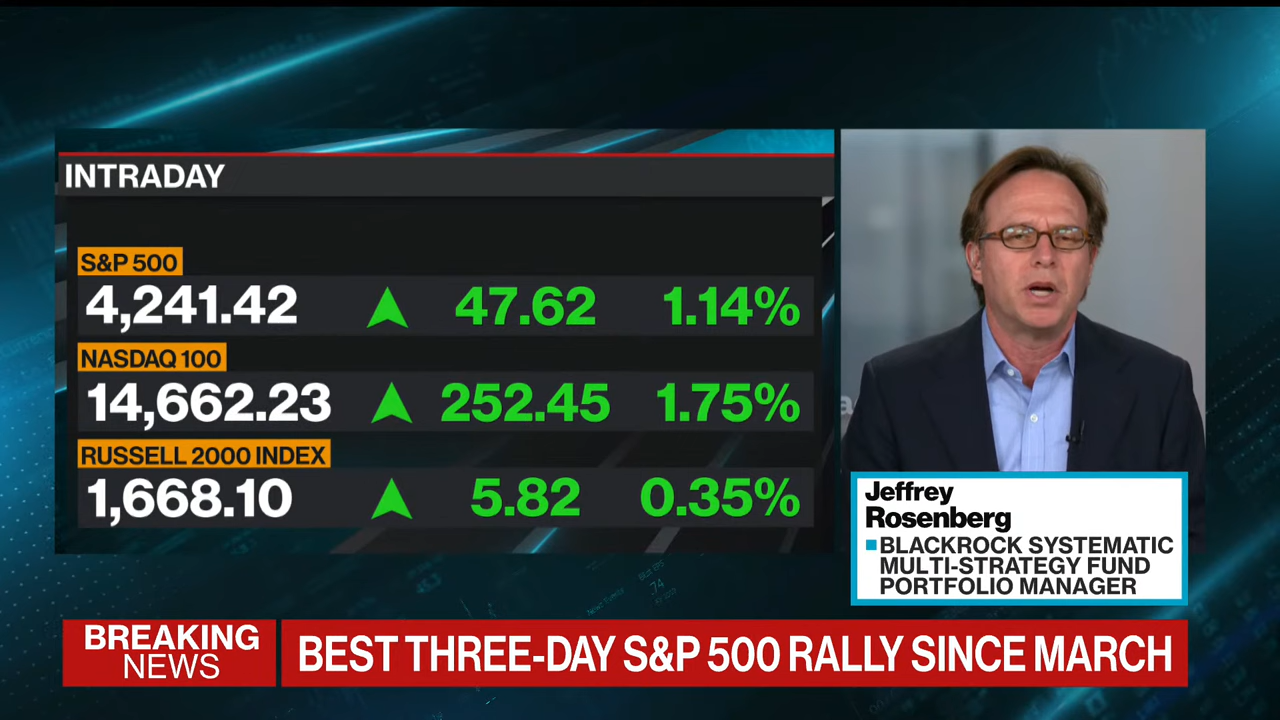 INTRADAY
S&P 500
4,241.42 ▲ 47.62 1.14%
NASDAQ 100
14,662.23 ▲ 252.45 1.75%
RUSSELL 2000 INDEX
1,668.10 ▲ 5.82 0.35%
Jeffrey
Rosenberg
BLACKROCK SYSTEMATIC
MULTI-STRATEGY FUND
PORTFOLIO MANAGER
BREAKING
NEWS
BEST THREE-DAY S&P 500 RALLY SINCE MARCH